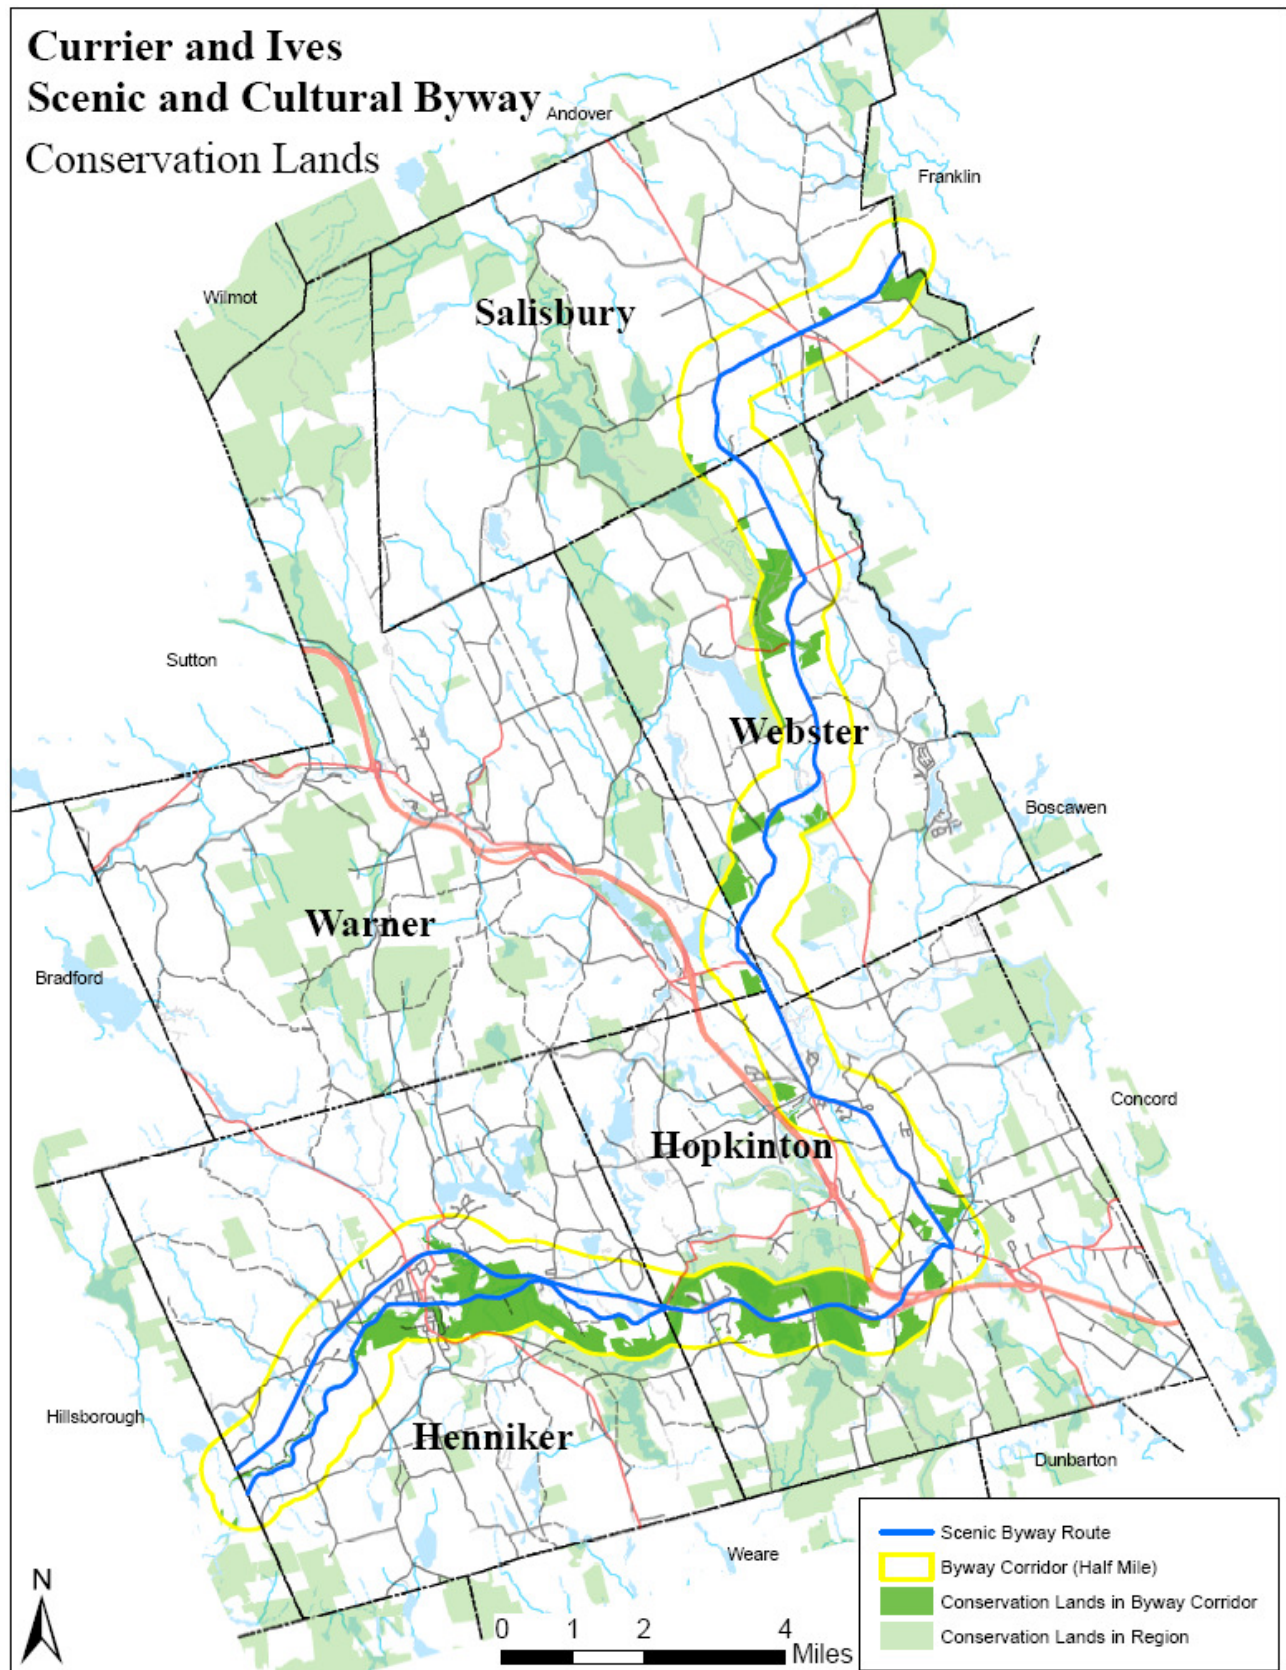 Currier and Ives
Scenic and Cultural Byway
Conservation Lands
Andover
Franklin
Wilmot
Salisbury
Sutton
Webster
Boscawen
Warner
Bradford
Concord
Hopkinton
Hillsborough
Henniker
Dunbarton
Weare
Scenic Byway Route
Byway Corridor (Half Mile)
Conservation Lands in Byway Corridor
Conservation Lands in Region
N
0 1 2 4
Miles